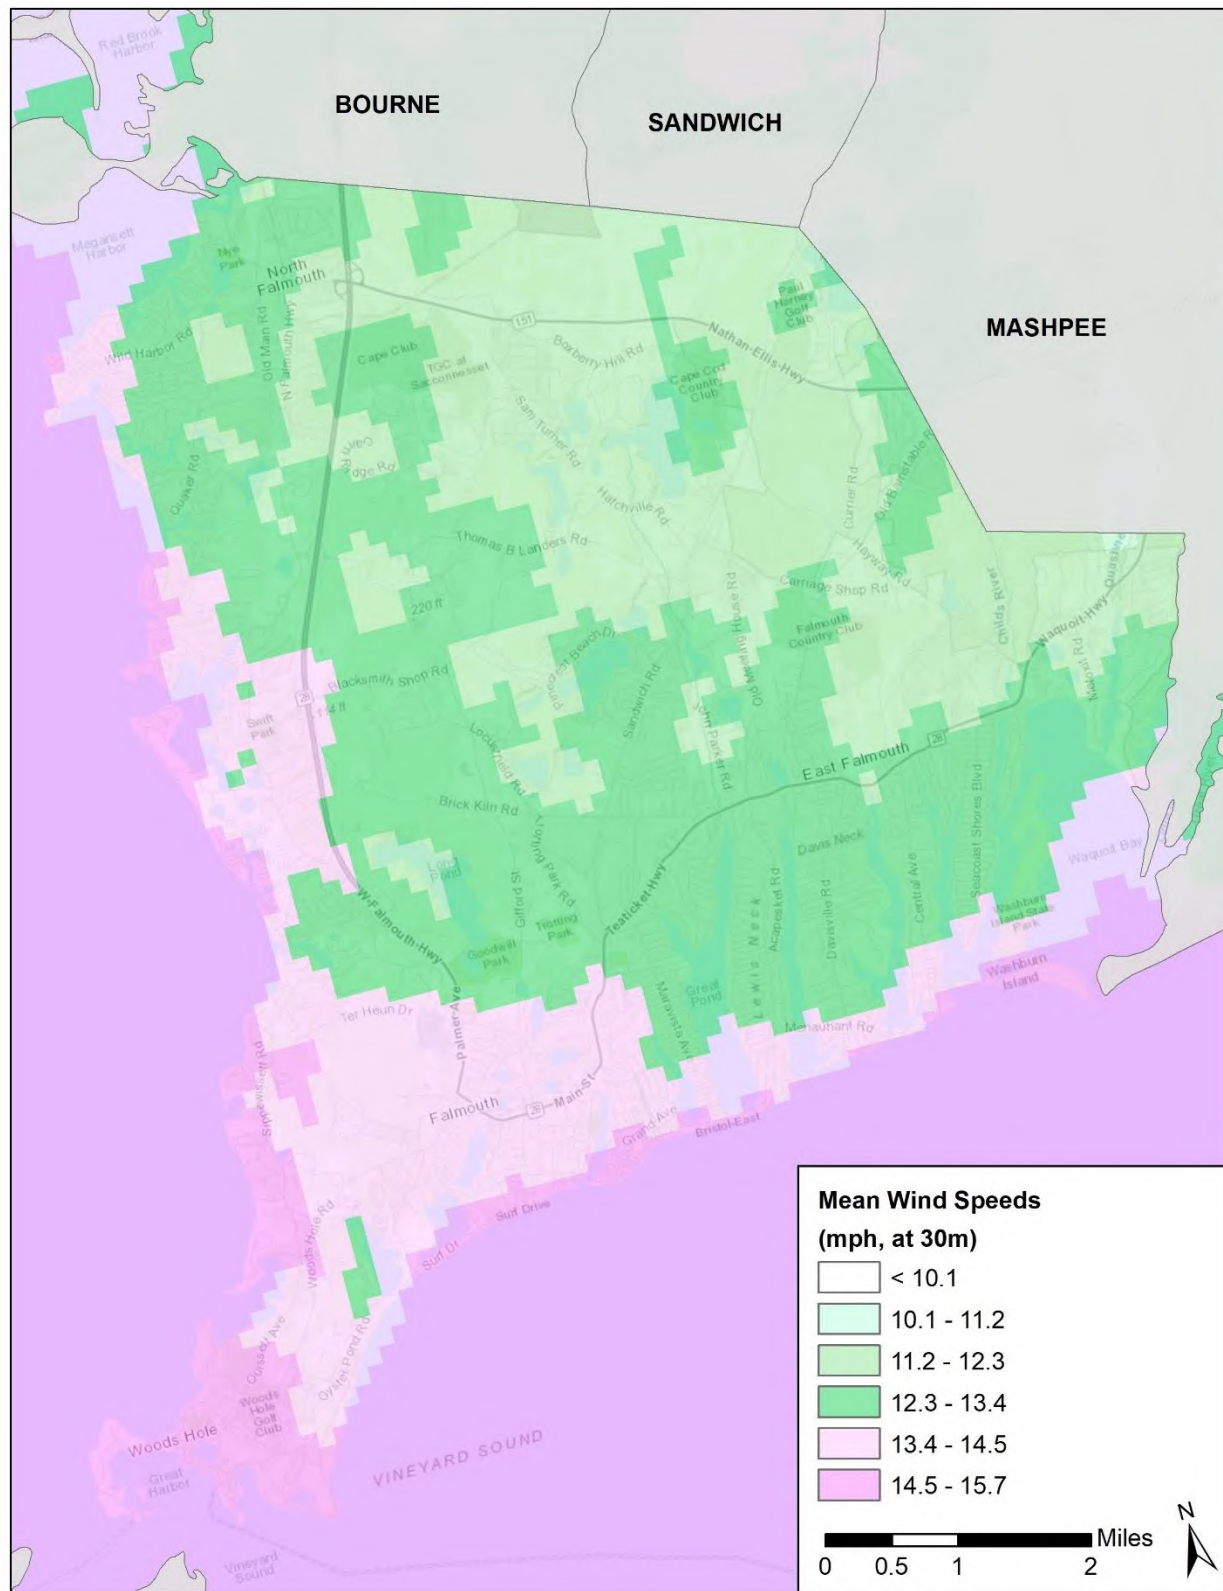 Red Brook
Harbor
BOURNE
SANDWICH
MASHPEE
Megansett
Harbor
Nye
Park
North
Falmouth
Paul
Harney
Golf
Club
151
Nathan-Ellis-Hwy
Wild Harbor Rd
Old Main Rd
N Falmouth Hwy
Cape Club
TGC at
Sacconnesset
Boxberry Hill Rd
Cape Cod
Country
Club
Sam Turner Rd
Quaker Rd
Hatchville Rd
Currier Rd
Thomas B Landers Rd
Hayway Rd
Carriage Shop Rd
Childs River
220 ft
Falmouth
Country Club
Old Meeting House Rd
Waquoit-Hwy
Pinecrest Beach Dr
Blacksmith Shop Rd
28
Swift
Park
Sandwich Rd
John Parker Rd
East Falmouth
28
Locustfield Rd
Brick Kiln Rd
Trotting Park Rd
Seacoast Shores Blvd
Davis Neck
Waquoit Bay
Long
Pond
Gifford St
Teaticket-Hwy
Acapesket Rd
Davisville Rd
Central Ave
W-Falmouth-Hwy
Trotting
Park
Goodwill
Park
Lewis Neck
Washburn
Island State
Park
Washburn
Island
Great
Pond
Maravista Ave
Menauhant Rd
Ter Heun Dr
Palmer-Ave
Sippewissett Rd
Falmouth
28
Main-St
Grand Ave
Bristol-East
Woods Hole Rd
Surf Drive
Surf Dr
Oyster Pond Rd
Quissett Ave
Woods
Hole
Golf
Club
Woods Hole
Great
Harbor
VINEYARD SOUND
Vineyard
Sound
Mean Wind Speeds
(mph, at 30m)
< 10.1
10.1 - 11.2
11.2 - 12.3
12.3 - 13.4
13.4 - 14.5
14.5 - 15.7
N
Miles
0 0.5 1 2